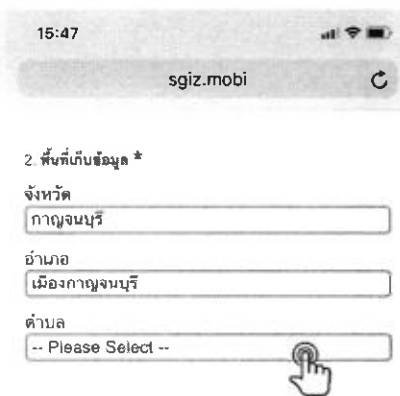 15:47
sgiz.mobi
2. พื้นที่เก็บข้อมูล *
จังหวัด
กาญจนบุรี
อำเภอ
เมืองกาญจนบุรี
ตำบล
-- Please Select --